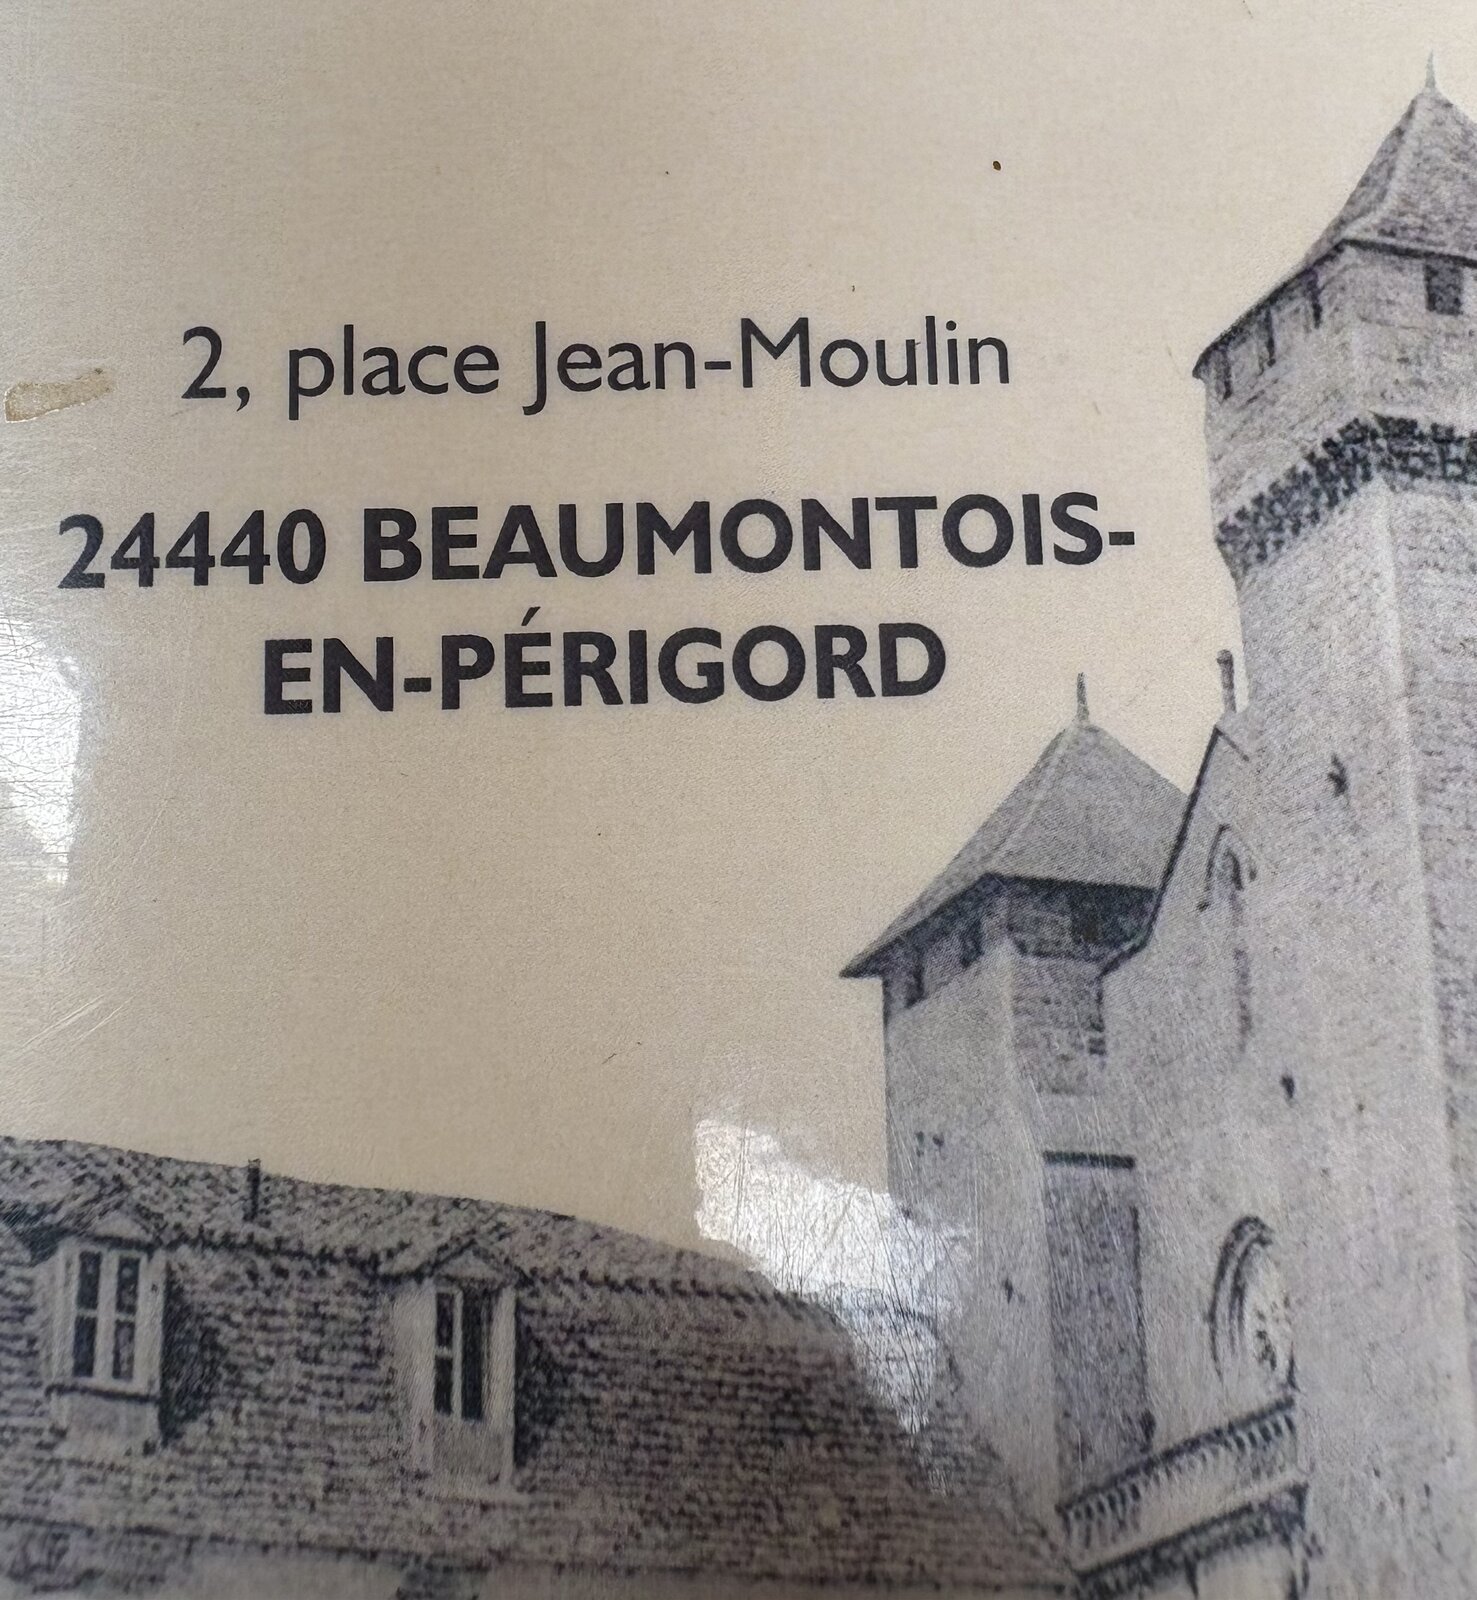 2, place Jean-Moulin
24440 BEAUMONTOIS-
EN-PÉRIGORD